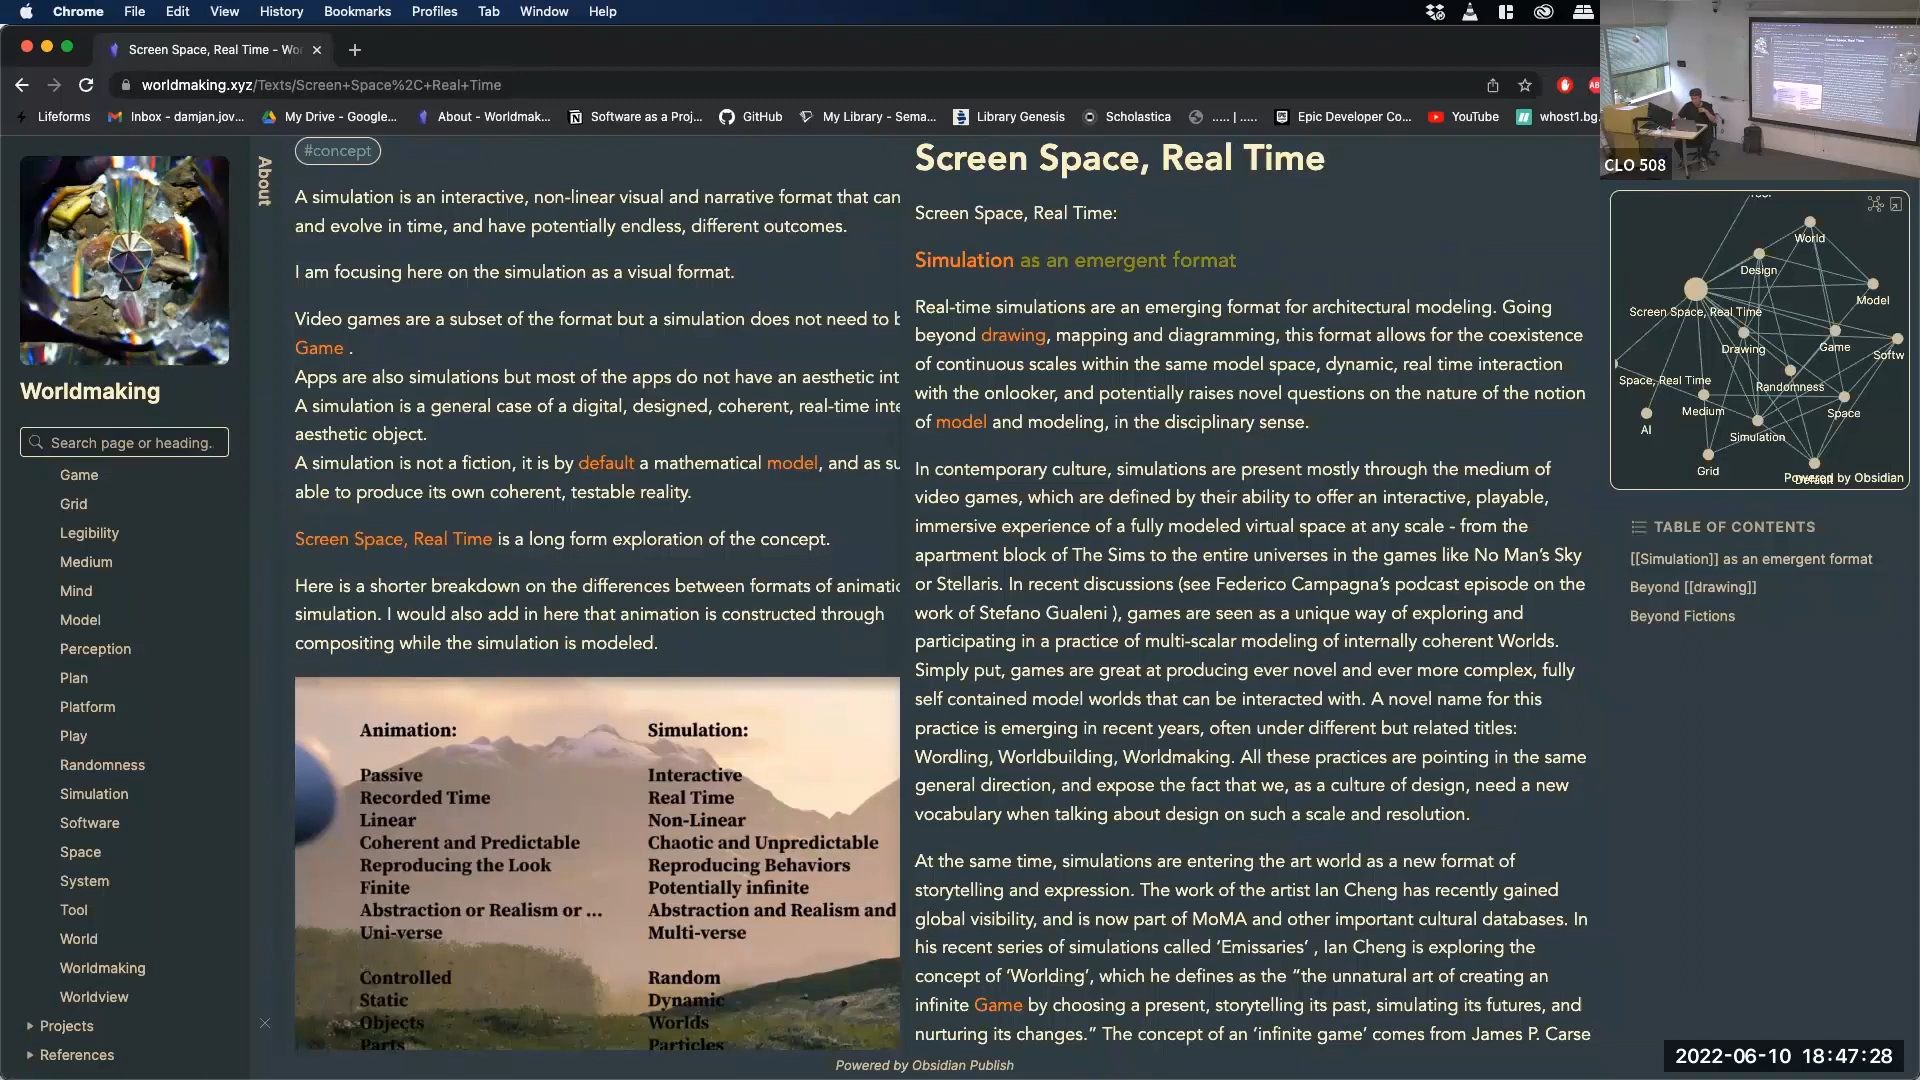 Chrome File Edit View History Bookmarks Profiles Tab Window Help
Screen Space, Real Time - Wor
worldmaking.xyz/Texts/Screen+Space%2C+Real+Time
Lifeforms Inbox - damjan.jov... My Drive - Google... About - Worldmak... Software as a Proj... GitHub My Library - Sema... Library Genesis Scholastica ..... | ..... Epic Developer Co... YouTube whost1.bg.
CLO 508
Worldmaking
Search page or heading.
Game
Grid
Legibility
Medium
Mind
Model
Perception
Plan
Platform
Play
Randomness
Simulation
Software
Space
System
Tool
World
Worldmaking
Worldview
Projects
References
About
#concept
A simulation is an interactive, non-linear visual and narrative format that can
and evolve in time, and have potentially endless, different outcomes.
I am focusing here on the simulation as a visual format.
Video games are a subset of the format but a simulation does not need to b
Game .
Apps are also simulations but most of the apps do not have an aesthetic int
A simulation is a general case of a digital, designed, coherent, real-time inte
aesthetic object.
A simulation is not a fiction, it is by default a mathematical model, and as su
able to produce its own coherent, testable reality.
Screen Space, Real Time is a long form exploration of the concept.
Here is a shorter breakdown on the differences between formats of animatic
simulation. I would also add in here that animation is constructed through
compositing while the simulation is modeled.
Animation: Simulation:
Passive Interactive
Recorded Time Real Time
Linear Non-Linear
Coherent and Predictable Chaotic and Unpredictable
Reproducing the Look Reproducing Behaviors
Finite Potentially infinite
Abstraction or Realism or ... Abstraction and Realism and
Uni-verse Multi-verse
Controlled Random
Static Dynamic
Objects Worlds
Parts Particles
Screen Space, Real Time
Screen Space, Real Time:
Simulation as an emergent format
Real-time simulations are an emerging format for architectural modeling. Going
beyond drawing, mapping and diagramming, this format allows for the coexistence
of continuous scales within the same model space, dynamic, real time interaction
with the onlooker, and potentially raises novel questions on the nature of the notion
of model and modeling, in the disciplinary sense.
In contemporary culture, simulations are present mostly through the medium of
video games, which are defined by their ability to offer an interactive, playable,
immersive experience of a fully modeled virtual space at any scale - from the
apartment block of The Sims to the entire universes in the games like No Man's Sky
or Stellaris. In recent discussions (see Federico Campagna's podcast episode on the
work of Stefano Gualeni ), games are seen as a unique way of exploring and
participating in a practice of multi-scalar modeling of internally coherent Worlds.
Simply put, games are great at producing ever novel and ever more complex, fully
self contained model worlds that can be interacted with. A novel name for this
practice is emerging in recent years, often under different but related titles:
Wordling, Worldbuilding, Worldmaking. All these practices are pointing in the same
general direction, and expose the fact that we, as a culture of design, need a new
vocabulary when talking about design on such a scale and resolution.
At the same time, simulations are entering the art world as a new format of
storytelling and expression. The work of the artist Ian Cheng has recently gained
global visibility, and is now part of MoMA and other important cultural databases. In
his recent series of simulations called 'Emissaries' , Ian Cheng is exploring the
concept of 'Worlding', which he defines as the "the unnatural art of creating an
infinite Game by choosing a present, storytelling its past, simulating its futures, and
nurturing its changes." The concept of an 'infinite game' comes from James P. Carse
Powered by Obsidian Publish
World
Design
Model
Screen Space, Real Time
Drawing
Game
Softw
Space, Real Time
Randomness
Medium
Space
AI
Simulation
Grid
Default
Powered by Obsidian
TABLE OF CONTENTS
[[Simulation]] as an emergent format
Beyond [[drawing]]
Beyond Fictions
2022-06-10 18:47:28